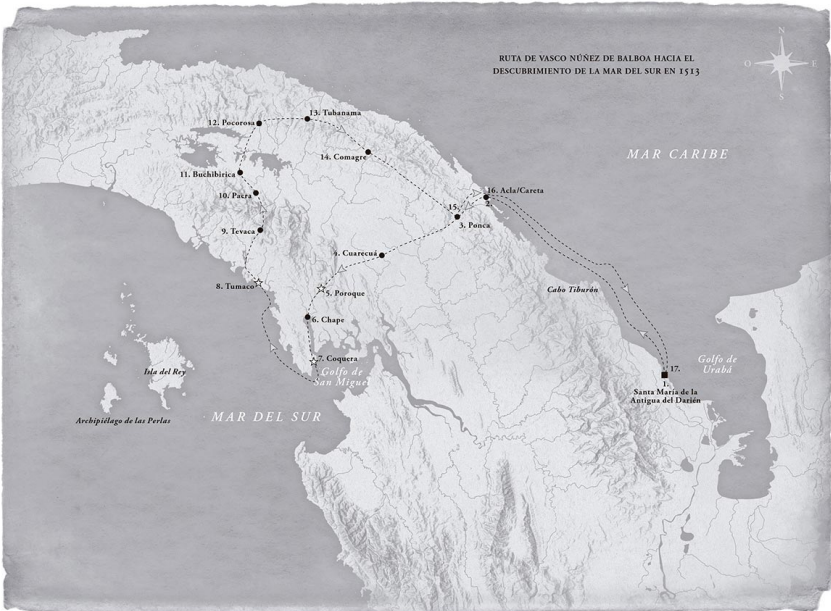 RUTA DE VASCO NÚÑEZ DE BALBOA HACIA EL
DESCUBRIMIENTO DE LA MAR DEL SUR EN 1513
N
O
E
S
MAR CARIBE
13. Tubanama
12. Pocorosa
14. Comagre
11. Buchibirica
10. Pacra
16. Acla/Careta
2.
15.
3. Ponca
9. Tevaca
4. Cuarecuá
8. Tumaco
5. Poroque
Cabo Tiburón
6. Chape
7. Coquera
Golfo de
San Miguel
Golfo de
Urabá
Isla del Rey
17.
1.
Santa María de la
Antigua del Darién
Archipiélago de las Perlas
MAR DEL SUR